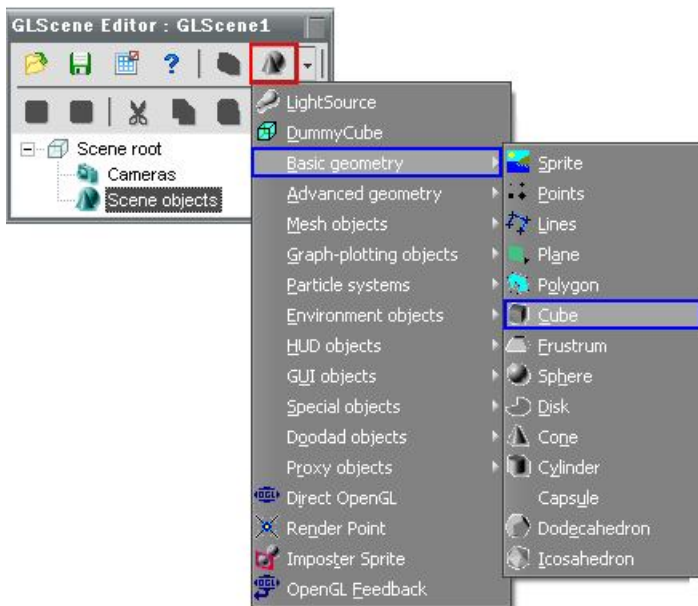 GLScene Editor : GLScene1
?
Scene root
Cameras
Scene objects
LightSource
DummyCube
Basic geometry
Advanced geometry
Mesh objects
Graph-plotting objects
Particle systems
Environment objects
HUD objects
GUI objects
Special objects
Doodad objects
Proxy objects
OGL Direct OpenGL
Render Point
Imposter Sprite
OGL OpenGL Feedback
Sprite
Points
Lines
Plane
Polygon
Cube
Frustrum
Sphere
Disk
Cone
Cylinder
Capsule
Dodecahedron
Icosahedron